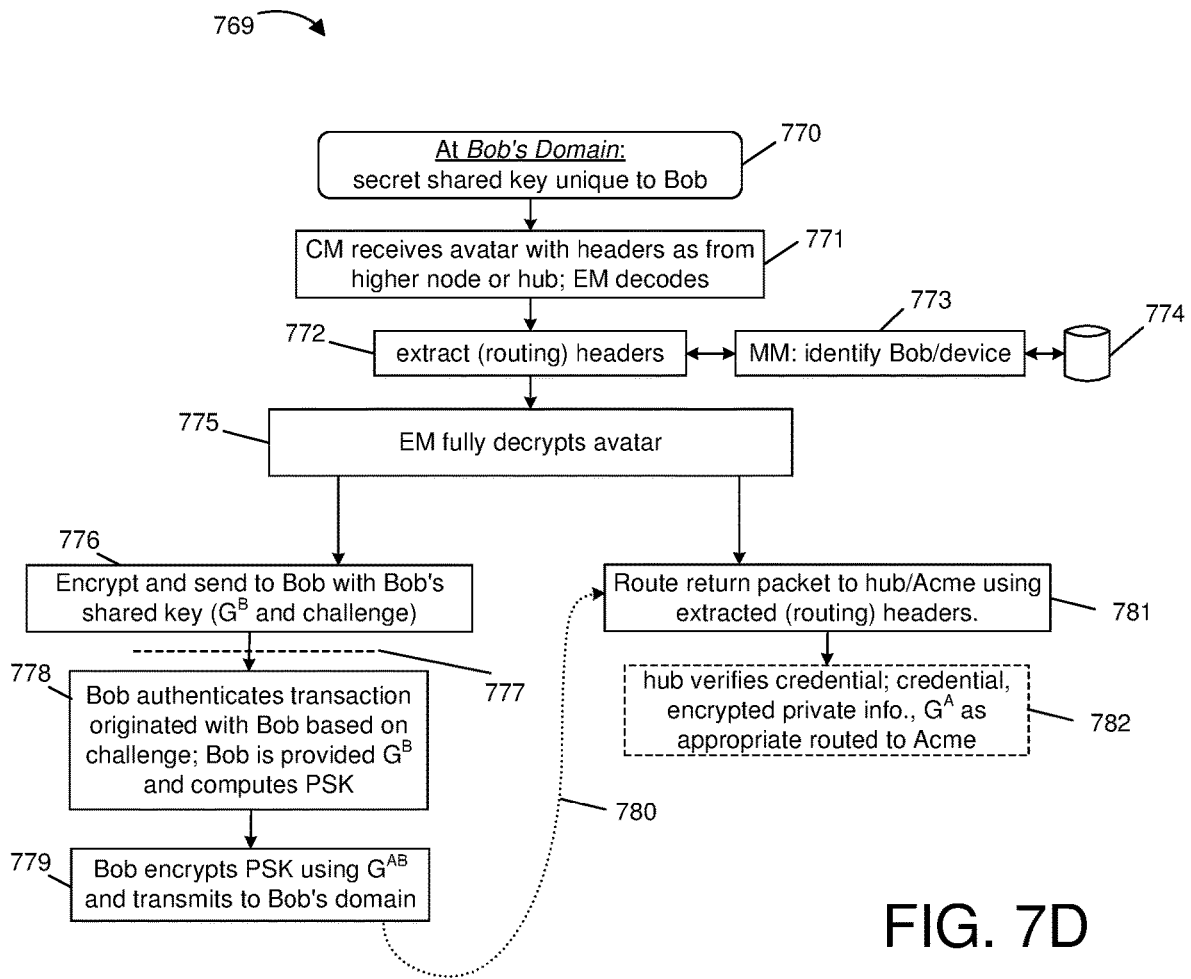 769
At Bob's Domain:
secret shared key unique to Bob
770
CM receives avatar with headers as from
higher node or hub; EM decodes
771
772
extract (routing) headers
773
MM: identify Bob/device
774
775
EM fully decrypts avatar
776
Encrypt and send to Bob with Bob's
shared key (G^B and challenge)
777
778
Bob authenticates transaction
originated with Bob based on
challenge; Bob is provided G^B
and computes PSK
779
Bob encrypts PSK using G^AB
and transmits to Bob's domain
780
Route return packet to hub/Acme using
extracted (routing) headers.
781
hub verifies credential; credential,
encrypted private info., G^A as
appropriate routed to Acme
782
FIG. 7D